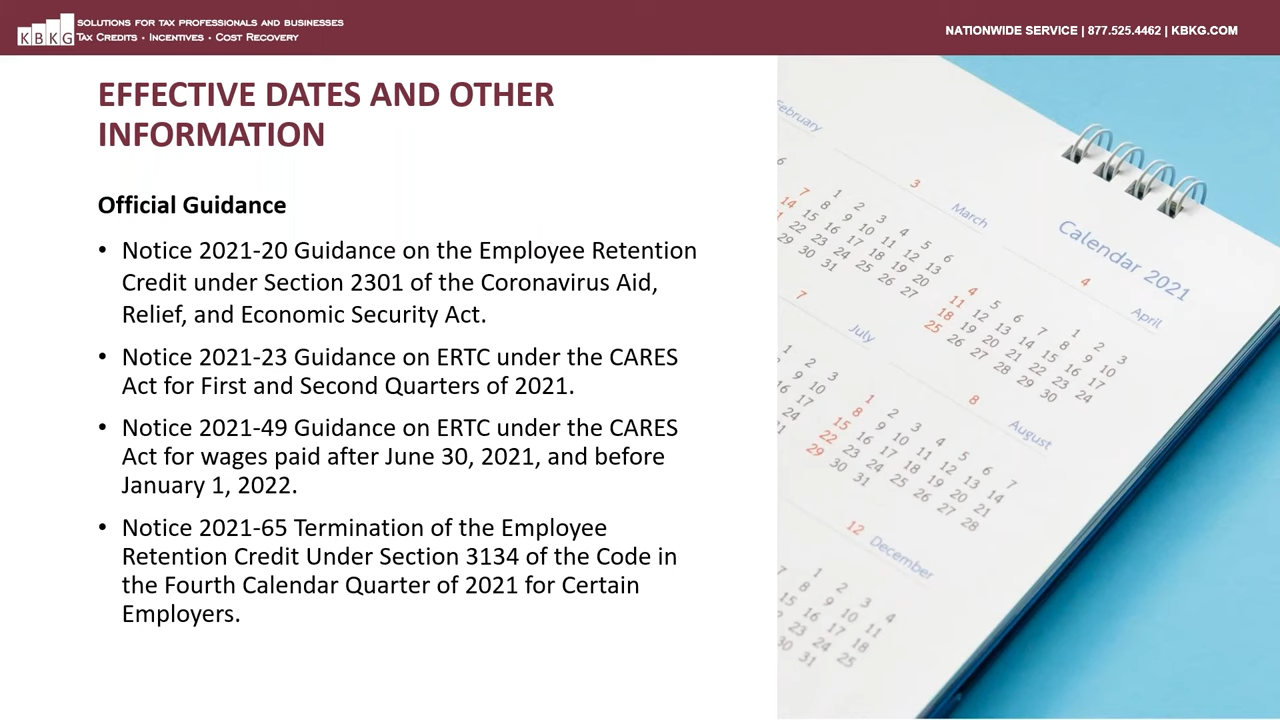 SOLUTIONS FOR TAX PROFESSIONALS AND BUSINESSES
KBKG TAX CREDITS • INCENTIVES • COST RECOVERY
NATIONWIDE SERVICE | 877.525.4462 | KBKG.COM
EFFECTIVE DATES AND OTHER
INFORMATION
Official Guidance
• Notice 2021-20 Guidance on the Employee Retention
Credit under Section 2301 of the Coronavirus Aid,
Relief, and Economic Security Act.
• Notice 2021-23 Guidance on ERTC under the CARES
Act for First and Second Quarters of 2021.
• Notice 2021-49 Guidance on ERTC under the CARES
Act for wages paid after June 30, 2021, and before
January 1, 2022.
• Notice 2021-65 Termination of the Employee
Retention Credit Under Section 3134 of the Code in
the Fourth Calendar Quarter of 2021 for Certain
Employers.
Calendar 2021
February
3 March
4 April
7 July
8 August
12 December